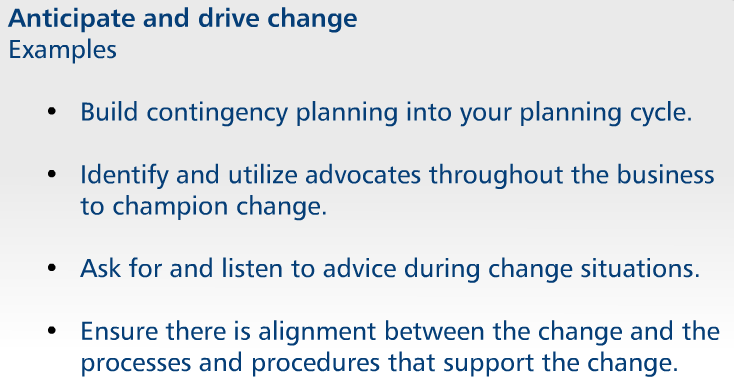 Anticipate and drive change
Examples
• Build contingency planning into your planning cycle.
• Identify and utilize advocates throughout the business
to champion change.
• Ask for and listen to advice during change situations.
• Ensure there is alignment between the change and the
processes and procedures that support the change.